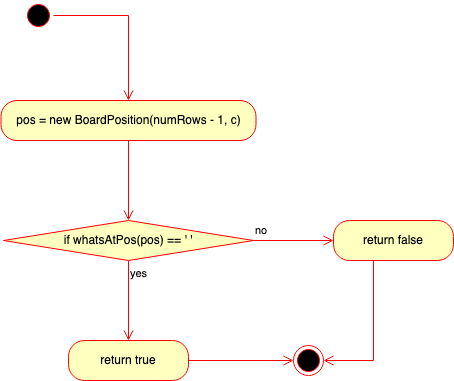 pos = new BoardPosition(numRows - 1, c)
if whatsAtPos(pos) == ' '
no
return false
yes
return true